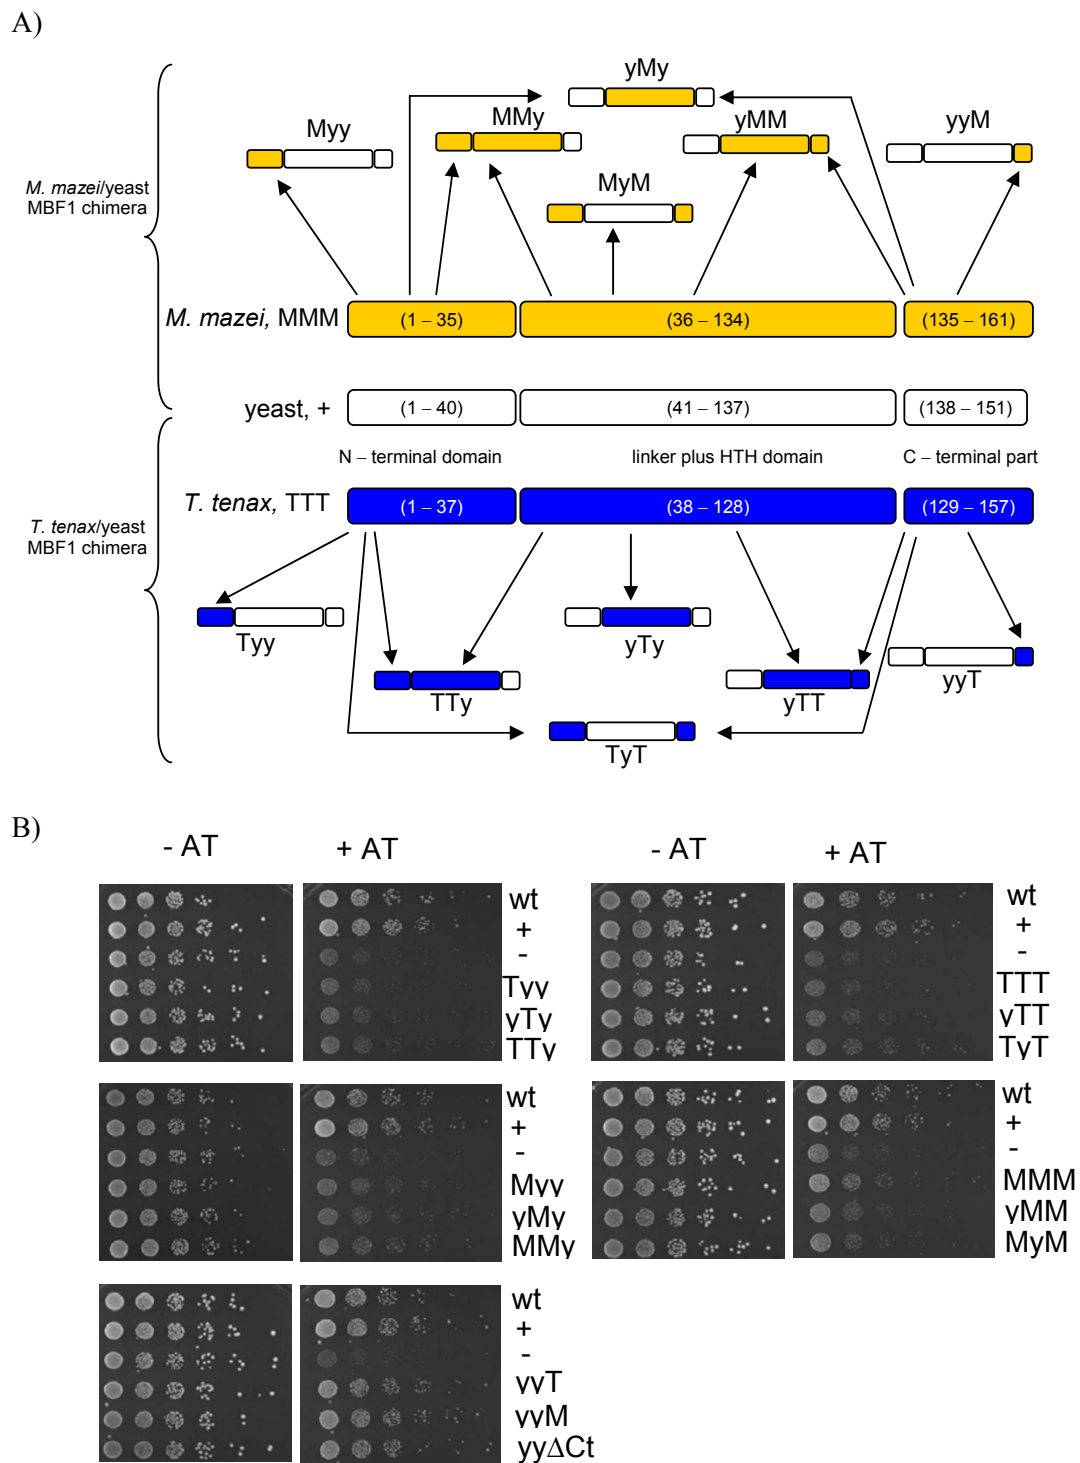 A)
yMy
Myy
MMy
yMM
yyM
MyM
M. mazei/yeast
MBF1 chimera
M. mazei, MMM
(1 – 35)
(36 – 134)
(135 – 161)
yeast, +
(1 – 40)
(41 – 137)
(138 – 151)
N – terminal domain
linker plus HTH domain
C – terminal part
T. tenax, TTT
(1 – 37)
(38 – 128)
(129 – 157)
T. tenax/yeast
MBF1 chimera
Tyy
yTy
TTy
yTT
yyT
TyT
B)
- AT
+ AT
- AT
+ AT
wt
+
-
Tyy
yTy
TTy
wt
+
-
TTT
yTT
TyT
wt
+
-
Myy
yMy
MMy
wt
+
-
MMM
yMM
MyM
wt
+
-
yyT
yyM
yyΔCt